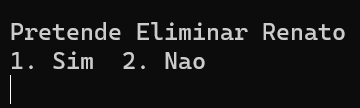 Pretende Eliminar Renato
1. Sim  2. Nao